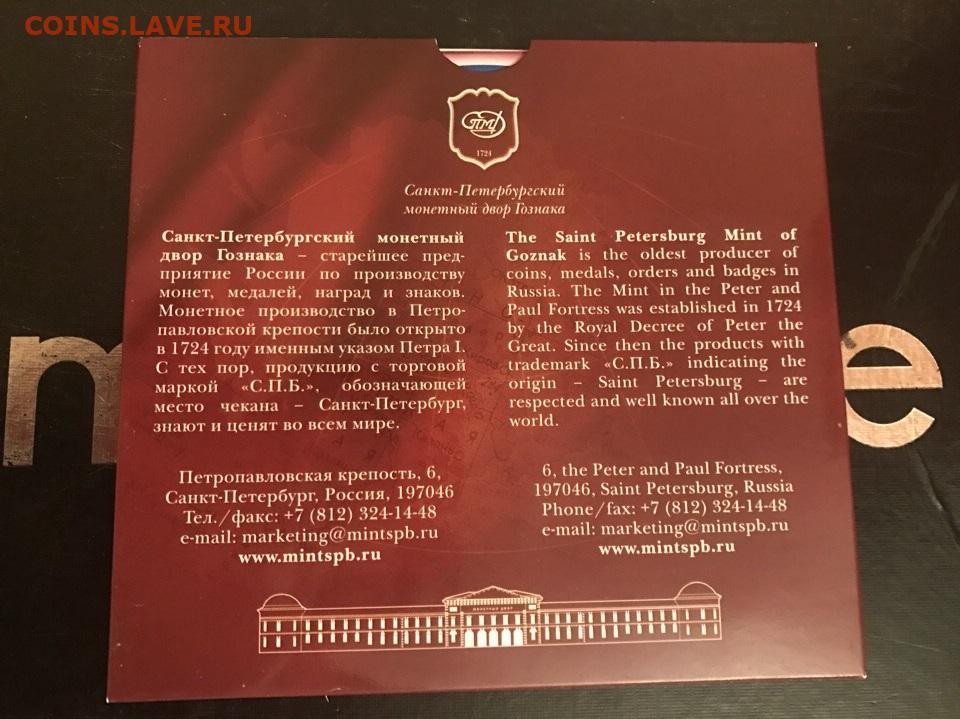 COINS.LAVE.RU
СПМД
1724
Санкт-Петербургский
монетный двор Гознака
Санкт-Петербургский монетный
двор Гознака – старейшее пред-
приятие России по производству
монет, медалей, наград и знаков.
Монетное производство в Петро-
павловской крепости было открыто
в 1724 году именным указом Петра I.
С тех пор, продукцию с торговой
маркой «С.П.Б.», обозначающей
место чекана – Санкт-Петербург,
знают и ценят во всем мире.
The Saint Petersburg Mint of
Goznak is the oldest producer of
coins, medals, orders and badges in
Russia. The Mint in the Peter and
Paul Fortress was established in 1724
by the Royal Decree of Peter the
Great. Since then the products with
trademark «С.П.Б.» indicating the
origin – Saint Petersburg – are
respected and well known all over the
world.
Петропавловская крепость, 6,
Санкт-Петербург, Россия, 197046
Тел./факс: +7 (812) 324-14-48
e-mail: marketing@mintspb.ru
www.mintspb.ru
6, the Peter and Paul Fortress,
197046, Saint Petersburg, Russia
Phone/fax: +7 (812) 324-14-48
e-mail: marketing@mintspb.ru
www.mintspb.ru
МОНЕТНЫЙ ДВОР